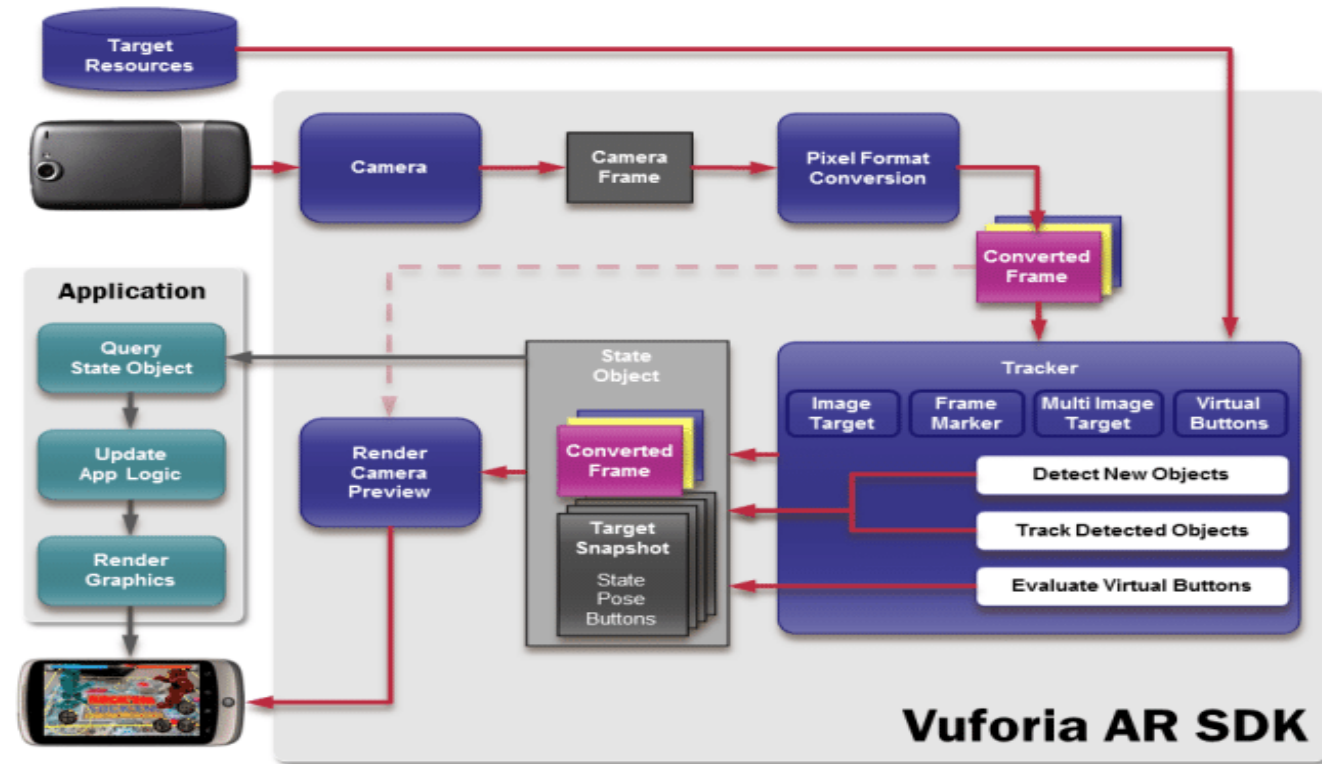 Target
Resources
Camera
Camera
Frame
Pixel Format
Conversion
Converted
Frame
Application
Query
State Object
Update
App Logic
Render
Graphics
Render
Camera
Preview
State
Object
Converted
Frame
Target
Snapshot
State
Pose
Buttons
Tracker
Image
Target
Frame
Marker
Multi Image
Target
Virtual
Buttons
Detect New Objects
Track Detected Objects
Evaluate Virtual Buttons
Vuforia AR SDK